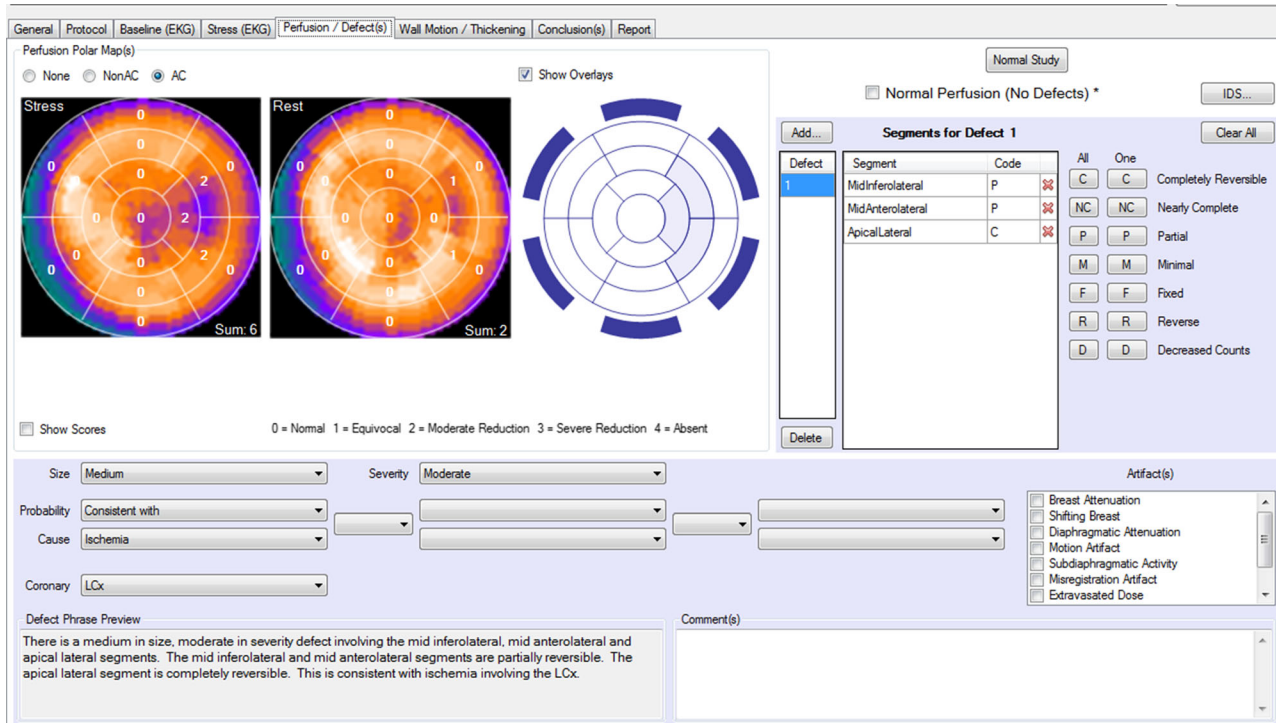 General Protocol Baseline (EKG) Stress (EKG) Perfusion / Defect(s) Wall Motion / Thickening Conclusion(s) Report
Perfusion Polar Map(s)
None NonAC AC
Show Overlays
Stress
0
0
0 0
0 2
0 0 2
0 0 2
0 0
0
0
Sum: 6
Rest
0
0
0 0
0 1
0 0 0
0 0 1
0 0
0
0
Sum: 2
Show Scores
0 = Normal 1 = Equivocal 2 = Moderate Reduction 3 = Severe Reduction 4 = Absent
Normal Study
Normal Perfusion (No Defects) *
IDS...
Add...
Segments for Defect 1
Clear All
Defect
1
Delete
Segment Code
MidInferolateral P
MidAnterolateral P
ApicalLateral C
All One
C C Completely Reversible
NC NC Nearly Complete
P P Partial
M M Minimal
F F Fixed
R R Reverse
D D Decreased Counts
Size Medium
Severity Moderate
Probability Consistent with
Cause Ischemia
Coronary LCx
Artifact(s)
Breast Attenuation
Shifting Breast
Diaphragmatic Attenuation
Motion Artifact
Subdiaphragmatic Activity
Misregistration Artifact
Extravasated Dose
Defect Phrase Preview
There is a medium in size, moderate in severity defect involving the mid inferolateral, mid anterolateral and
apical lateral segments. The mid inferolateral and mid anterolateral segments are partially reversible. The
apical lateral segment is completely reversible. This is consistent with ischemia involving the LCx.
Comment(s)